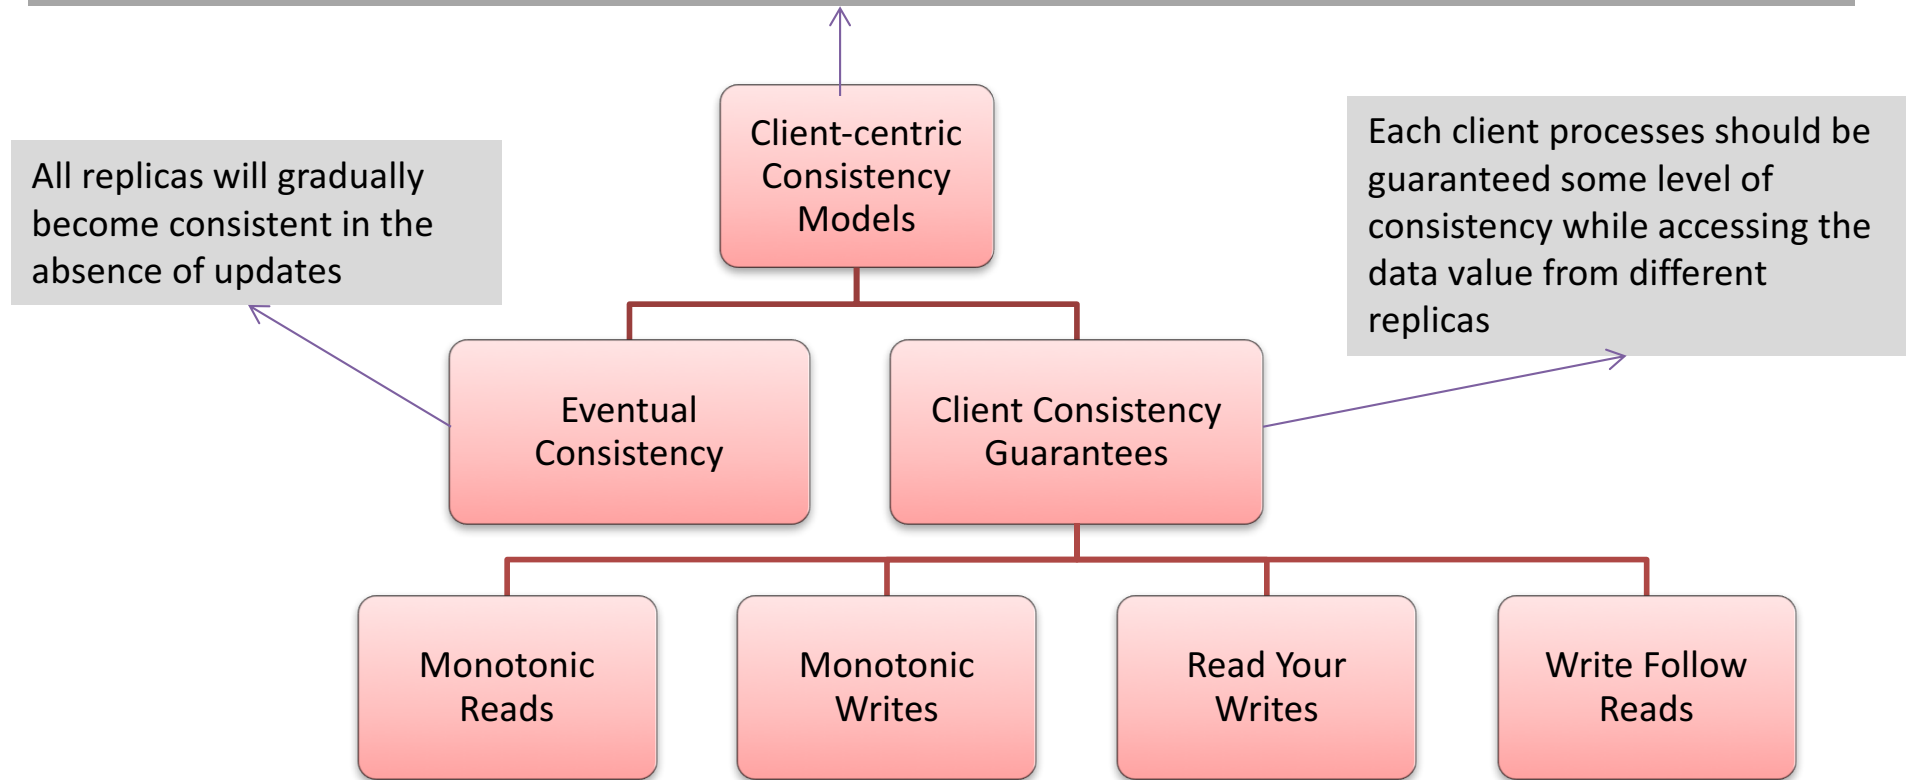 Client-centric
Consistency
Models
All replicas will gradually
become consistent in the
absence of updates
Each client processes should be
guaranteed some level of
consistency while accessing the
data value from different
replicas
Eventual
Consistency
Client Consistency
Guarantees
Monotonic
Reads
Monotonic
Writes
Read Your
Writes
Write Follow
Reads